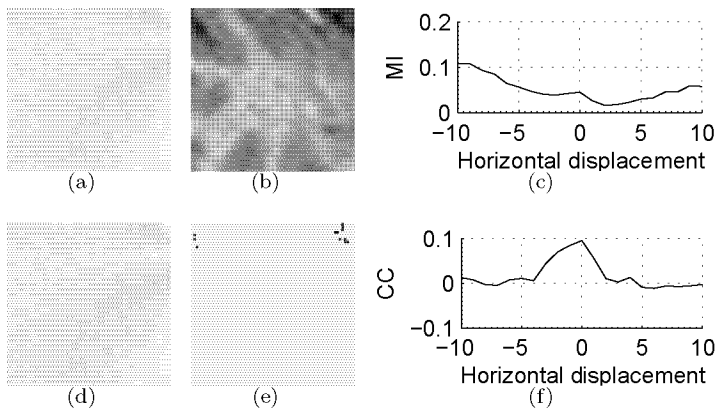 0.2
0.1
0
MI
−10 −5 0 5 10
Horizontal displacement
(a) (b) (c)
0.1
0
−0.1
CC
−10 −5 0 5 10
Horizontal displacement
(d) (e) (f)